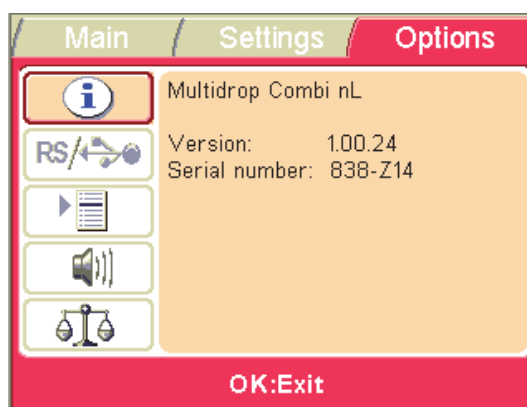 Main Settings Options
Multidrop Combi nL
RS/
Version: 1.00.24
Serial number: 838-Z14
OK:Exit